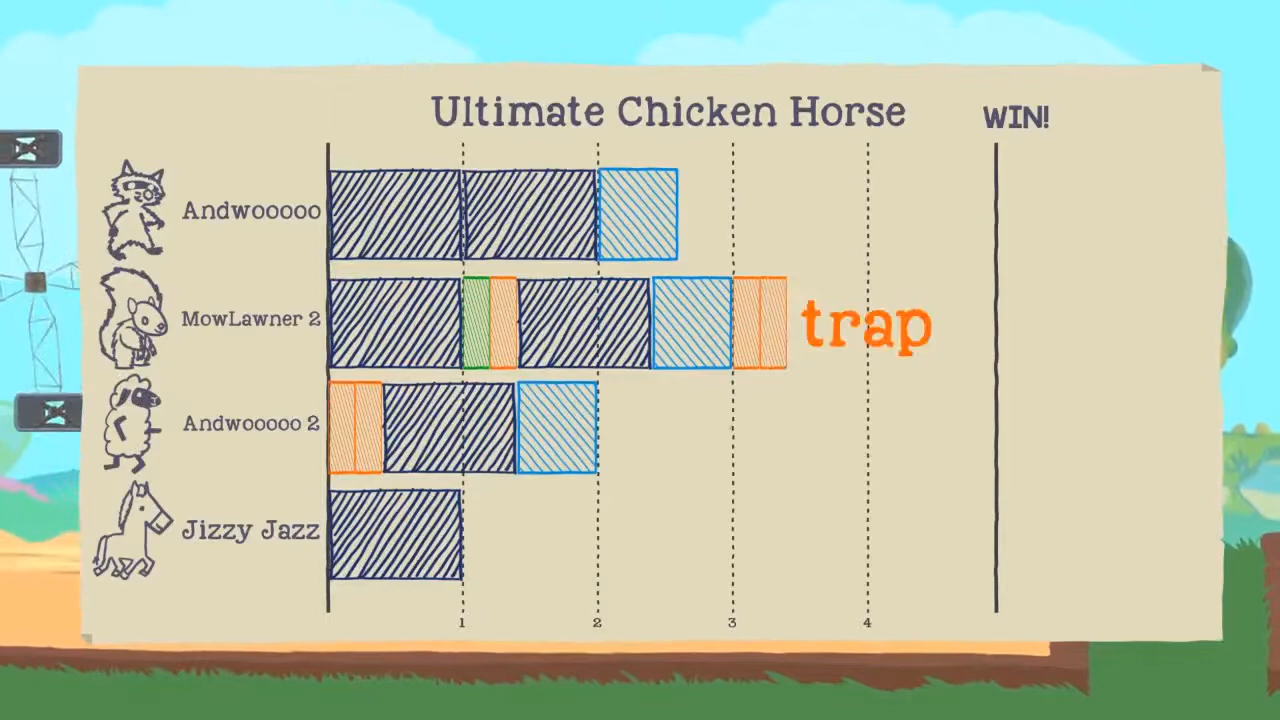 Ultimate Chicken Horse
WIN!
Andwooooo
MowLawner 2
trap
Andwooooo 2
Jizzy Jazz
1 2 3 4